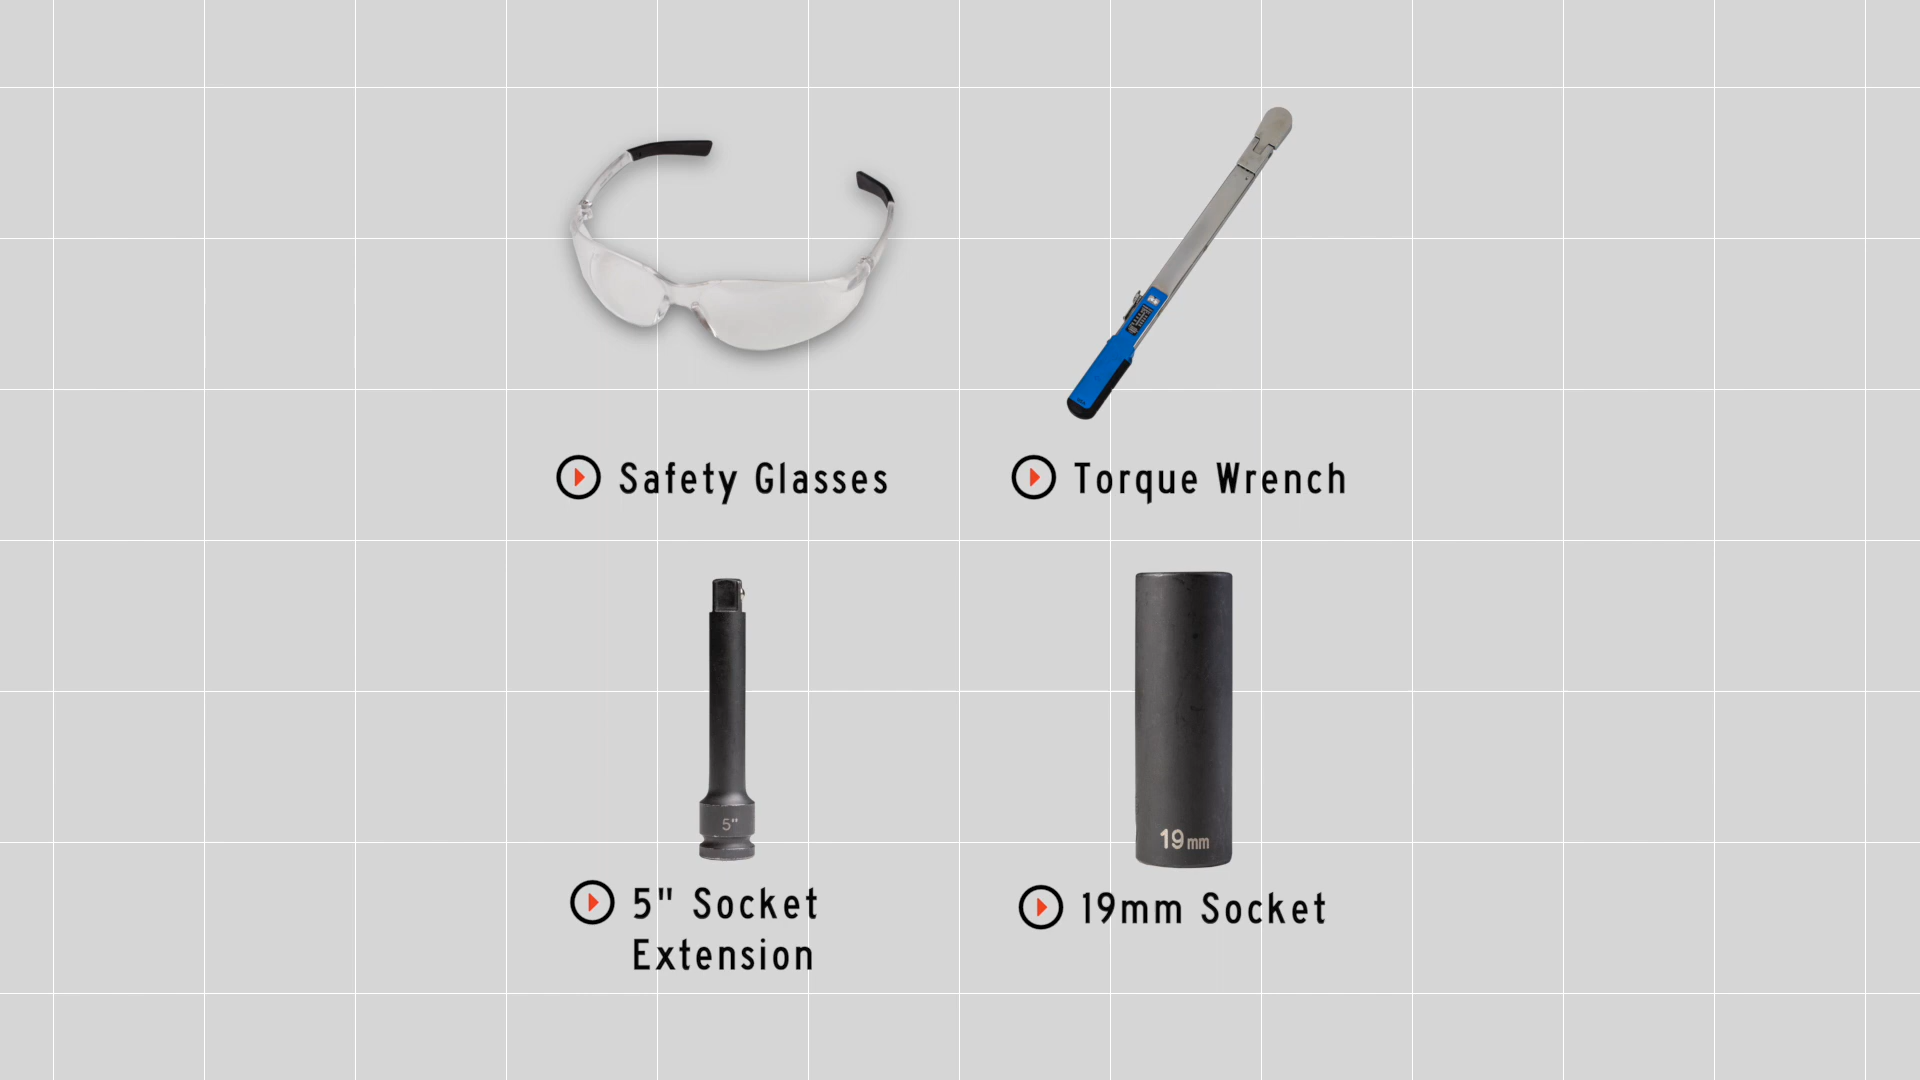 Safety Glasses
Torque Wrench
5"
19mm
5" Socket
Extension
19mm Socket